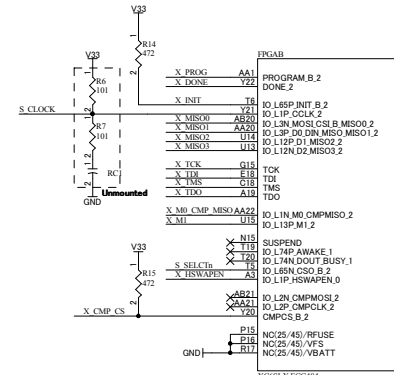 V33
R14
472
V33
R6
101
S_CLOCK
R7
101
RC1
Unmounted
GND
FPGAB
X_PROG AA1 PROGRAM_B_2
X_DONE Y22 DONE_2
X_INIT T6 IO_L65P_INIT_B_2
Y21 IO_L1P_CCLK_2
X_MISO0 AB20 IO_L3N_MOSI_CSI_B_MISO0_2
X_MISO1 AA20 IO_L3P_D0_DIN_MISO_MISO1_2
X_MISO2 U14 IO_L12P_D1_MISO2_2
X_MISO3 U13 IO_L12N_D2_MISO3_2
X_TCK G15 TCK
X_TDI E18 TDI
X_TMS C18 TMS
X_TDO A19 TDO
X_M0_CMP_MISO AA22 IO_L1N_M0_CMPMISO_2
X_M1 U15 IO_L13P_M1_2
N15 SUSPEND
T19 IO_L74P_AWAKE_1
T20 IO_L74N_DOUT_BUSY_1
S_SELCTn T5 IO_L65N_CSO_B_2
X_HSWAPEN A3 IO_L1P_HSWAPEN_0
V33
R15
472
AB21 IO_L2N_CMPMOSI_2
AA21 IO_L2P_CMPCLK_2
X_CMP_CS Y20 CMPCS_B_2
P15 NC(25/45)/RFUSE
P16 NC(25/45)/VFS
GND R17 NC(25/45)/VBATT